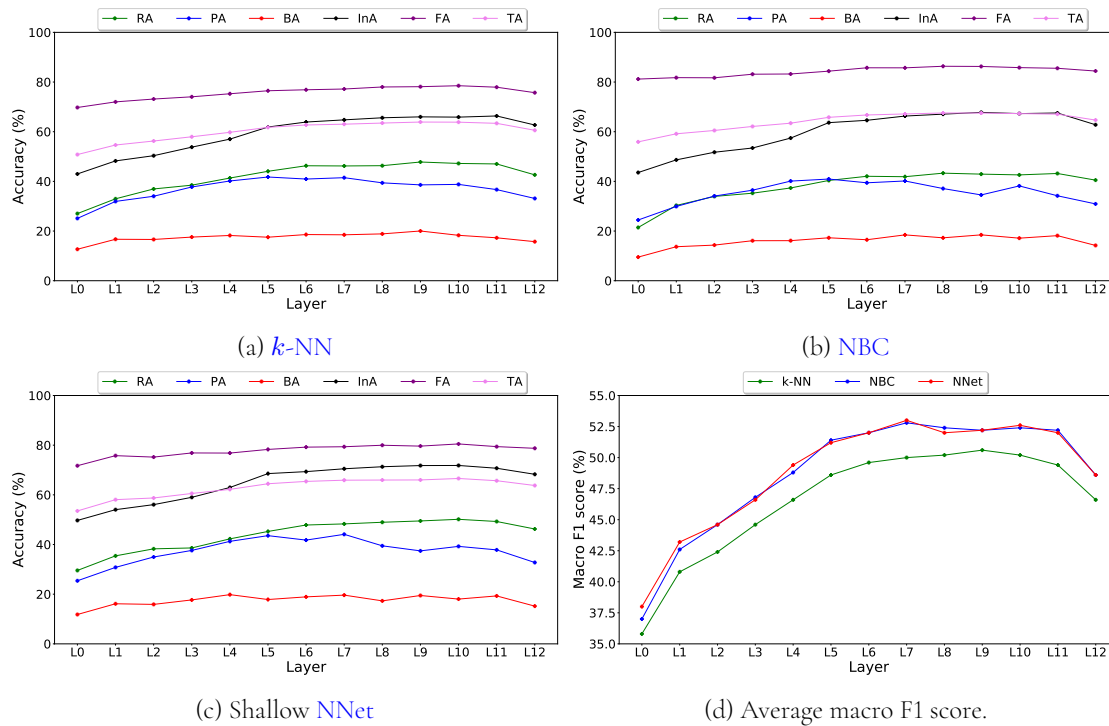 RA PA BA InA FA TA
100
80
60
40
20
0
Accuracy (%)
L0 L1 L2 L3 L4 L5 L6 L7 L8 L9 L10 L11 L12
Layer
(a) k-NN
RA PA BA InA FA TA
100
80
60
40
20
0
Accuracy (%)
L0 L1 L2 L3 L4 L5 L6 L7 L8 L9 L10 L11 L12
Layer
(b) NBC
RA PA BA InA FA TA
100
80
60
40
20
0
Accuracy (%)
L0 L1 L2 L3 L4 L5 L6 L7 L8 L9 L10 L11 L12
Layer
(c) Shallow NNet
k-NN NBC NNet
55.0
52.5
50.0
47.5
45.0
42.5
40.0
37.5
35.0
Macro F1 score (%)
L0 L1 L2 L3 L4 L5 L6 L7 L8 L9 L10 L11 L12
Layer
(d) Average macro F1 score.